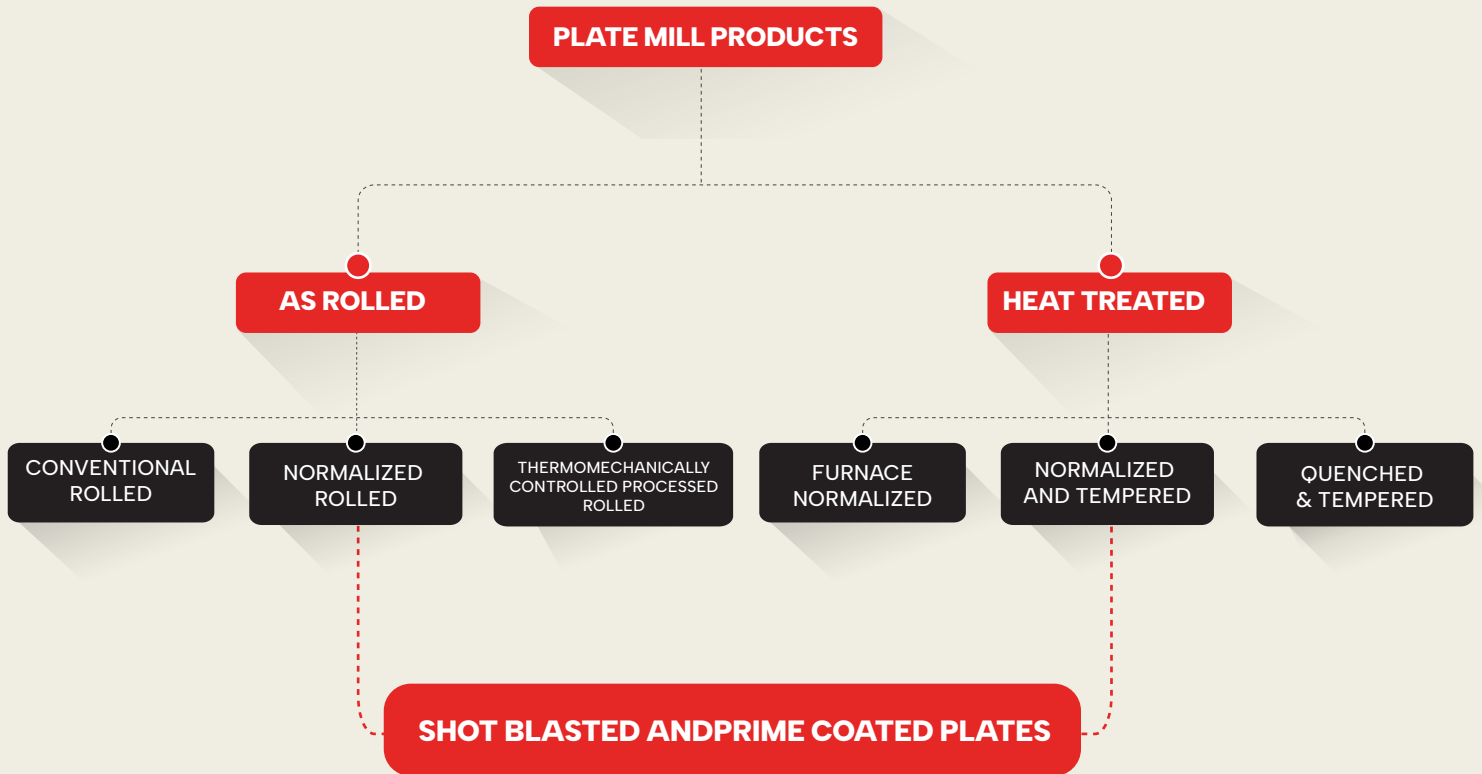 PLATE MILL PRODUCTS
AS ROLLED
HEAT TREATED
CONVENTIONAL
ROLLED
NORMALIZED
ROLLED
THERMOMECHANICALLY
CONTROLLED PROCESSED
ROLLED
FURNACE
NORMALIZED
NORMALIZED
AND TEMPERED
QUENCHED
& TEMPERED
SHOT BLASTED ANDPRIME COATED PLATES